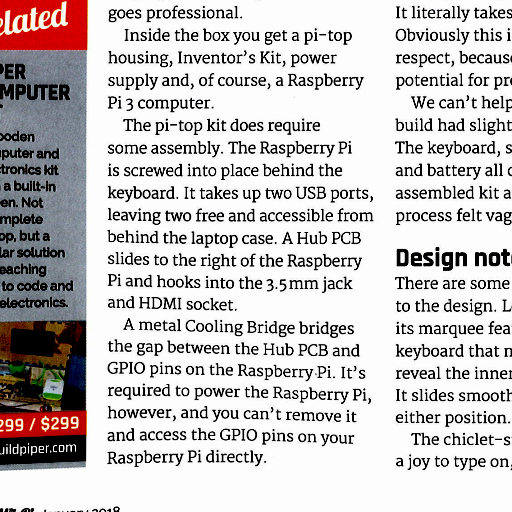 elated
PER
MPUTER
ooden
puter and
tronics kit
a built-in
en. Not
mplete
op, but a
lar solution
eaching
to code and
electronics.
299 / $299
uildpiper.com
goes professional.
Inside the box you get a pi-top
housing, Inventor's Kit, power
supply and, of course, a Raspberry
Pi 3 computer.
The pi-top kit does require
some assembly. The Raspberry Pi
is screwed into place behind the
keyboard. It takes up two USB ports,
leaving two free and accessible from
behind the laptop case. A Hub PCB
slides to the right of the Raspberry
Pi and hooks into the 3.5mm jack
and HDMI socket.
A metal Cooling Bridge bridges
the gap between the Hub PCB and
GPIO pins on the Raspberry Pi. It's
required to power the Raspberry Pi,
however, and you can't remove it
and access the GPIO pins on your
Raspberry Pi directly.
It literally takes
Obviously this i
respect, becaus
potential for pr
We can't help
build had slight
The keyboard, s
and battery all c
assembled kit a
process felt vag
Design not
There are some
to the design. L
its marquee fea
keyboard that m
reveal the inner
It slides smooth
either position.
The chiclet-s
a joy to type on,
January 2018